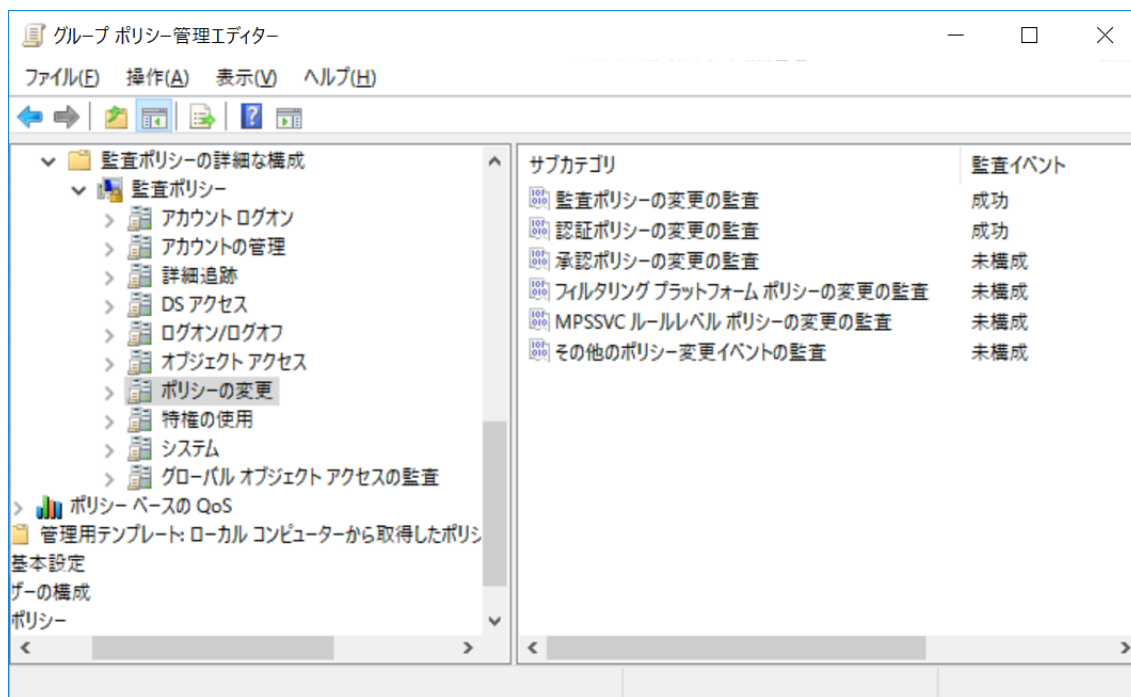 グループ ポリシー管理エディター
ファイル(F) 操作(A) 表示(V) ヘルプ(H)
監査ポリシーの詳細な構成
監査ポリシー
アカウント ログオン
アカウントの管理
詳細追跡
DS アクセス
ログオン/ログオフ
オブジェクト アクセス
ポリシーの変更
特権の使用
システム
グローバル オブジェクト アクセスの監査
ポリシー ベースの QoS
管理用テンプレート: ローカル コンピューターから取得したポリシ
基本設定
ザーの構成
ポリシー
サブカテゴリ 監査イベント
監査ポリシーの変更の監査 成功
認証ポリシーの変更の監査 成功
承認ポリシーの変更の監査 未構成
フィルタリング プラットフォーム ポリシーの変更の監査 未構成
MPSSVC ルールレベル ポリシーの変更の監査 未構成
その他のポリシー変更イベントの監査 未構成